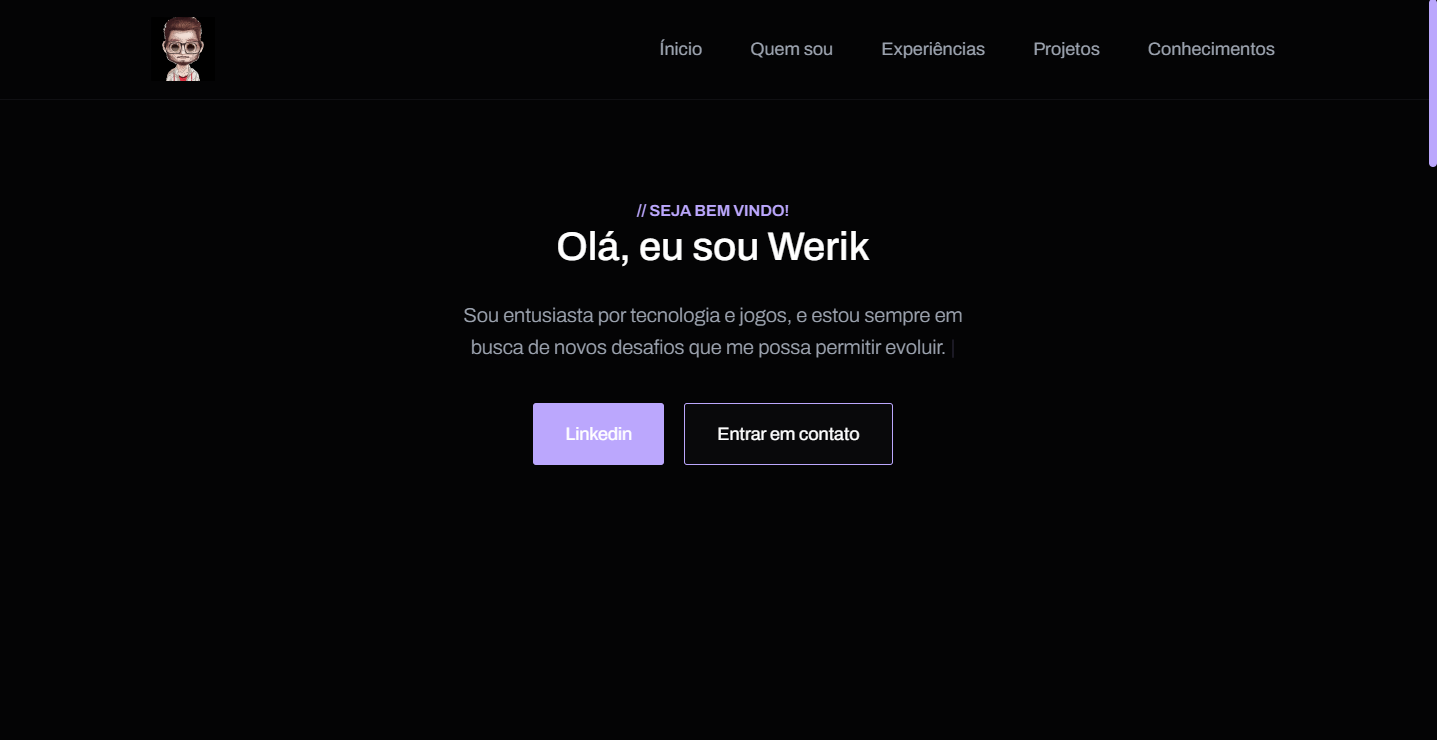 Ínicio
Quem sou
Experiências
Projetos
Conhecimentos
// SEJA BEM VINDO!
Olá, eu sou Werik
Sou entusiasta por tecnologia e jogos, e estou sempre em
busca de novos desafios que me possa permitir evoluir. |
Linkedin
Entrar em contato